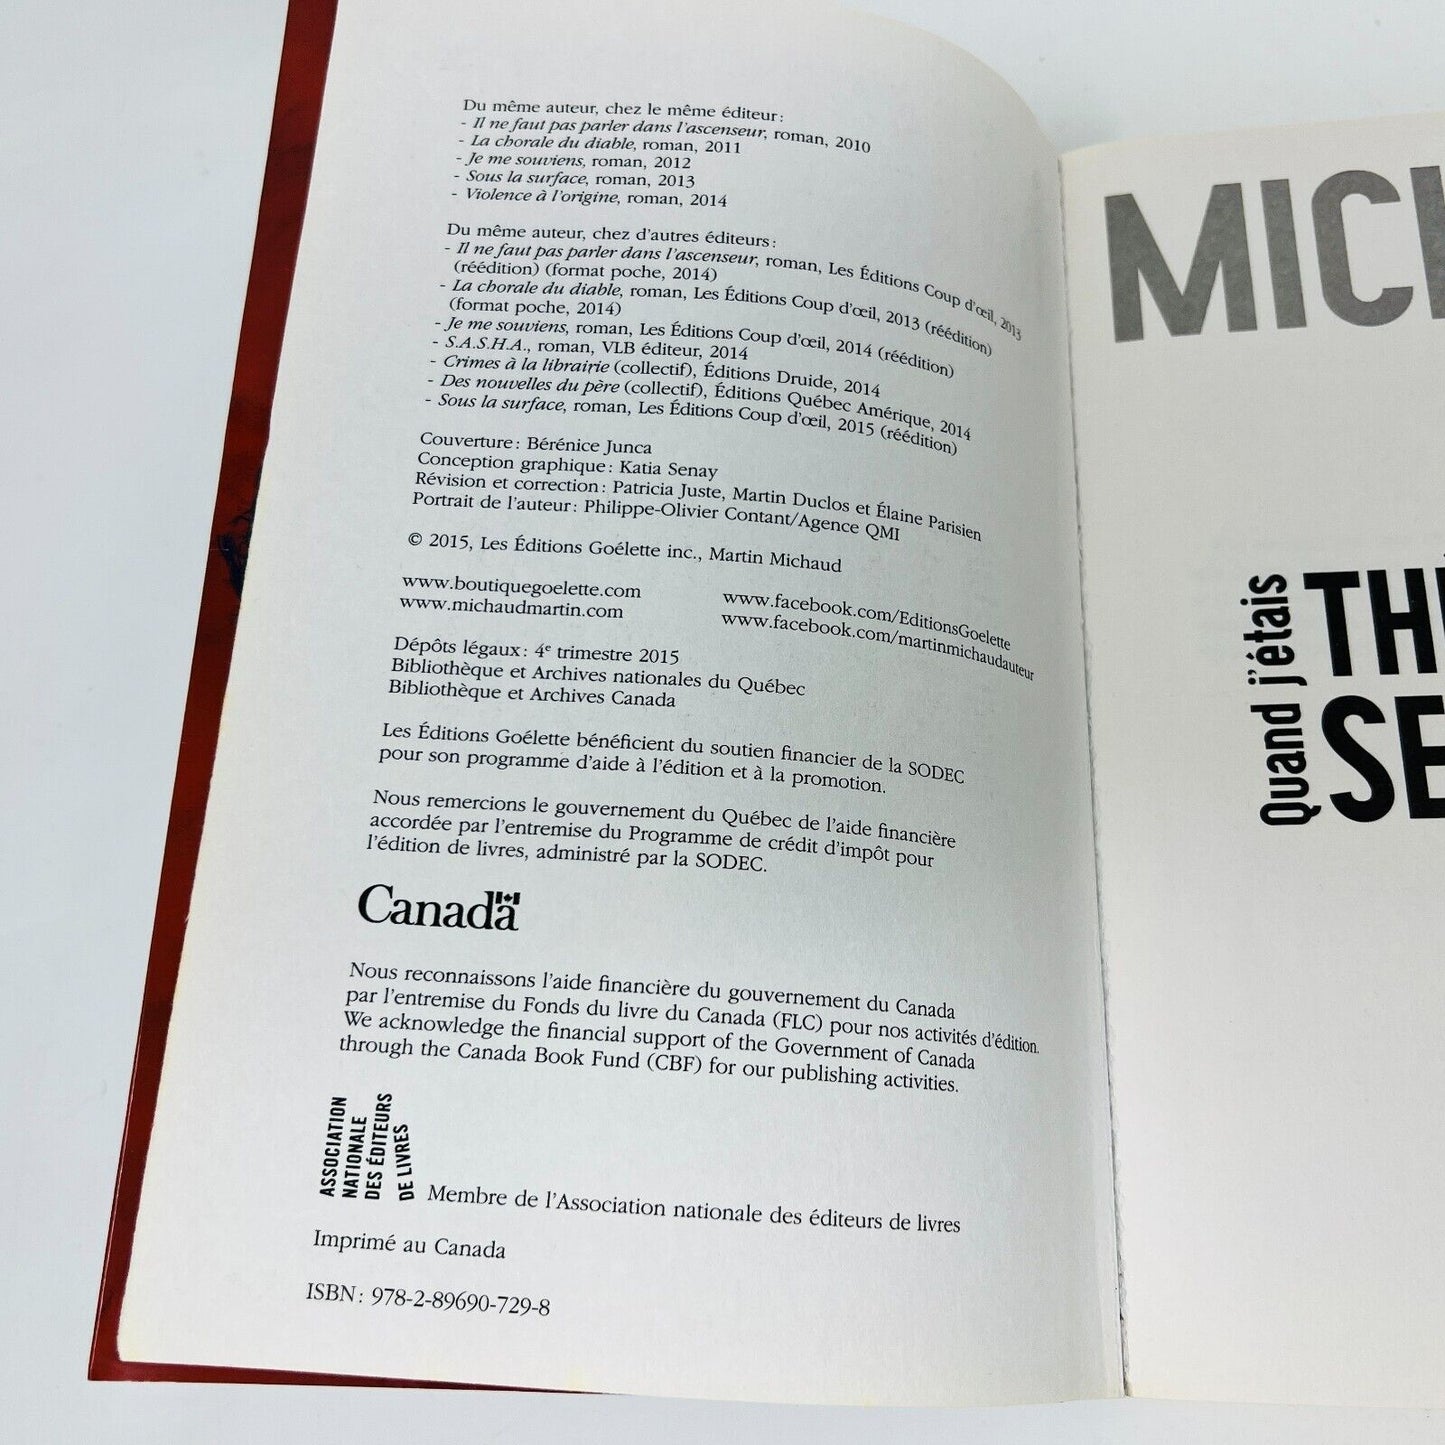 Du même auteur, chez le même éditeur :
- Il ne faut pas parler dans l'ascenseur, roman, 2010
- La chorale du diable, roman, 2011
- Je me souviens, roman, 2012
- Sous la surface, roman, 2013
- Violence à l'origine, roman, 2014
Du même auteur, chez d'autres éditeurs :
- Il ne faut pas parler dans l'ascenseur, roman, Les Éditions Coup d'œil, 2013
(réédition) (format poche, 2014)
- La chorale du diable, roman, Les Éditions Coup d'œil, 2013 (réédition)
(format poche, 2014)
- Je me souviens, roman, Les Éditions Coup d'œil, 2014 (réédition)
- S.A.S.H.A., roman, VLB éditeur, 2014
- Crimes à la librairie (collectif), Éditions Druide, 2014
- Des nouvelles du père (collectif), Éditions Québec Amérique, 2014
- Sous la surface, roman, Les Éditions Coup d'œil, 2015 (réédition)
Couverture : Bérénice Junca
Conception graphique : Katia Senay
Révision et correction : Patricia Juste, Martin Duclos et Élaine Parisien
Portrait de l'auteur : Philippe-Olivier Contant/Agence QMI
© 2015, Les Éditions Goélette inc., Martin Michaud
www.boutiquegoelette.com www.facebook.com/EditionsGoelette
www.michaudmartin.com www.facebook.com/martinmichaudauteur
Dépôts légaux : 4e trimestre 2015
Bibliothèque et Archives nationales du Québec
Bibliothèque et Archives Canada
Les Éditions Goélette bénéficient du soutien financier de la SODEC
pour son programme d'aide à l'édition et à la promotion.
Nous remercions le gouvernement du Québec de l'aide financière
accordée par l'entremise du Programme de crédit d'impôt pour
l'édition de livres, administré par la SODEC.
Canada
Nous reconnaissons l'aide financière du gouvernement du Canada
par l'entremise du Fonds du livre du Canada (FLC) pour nos activités d'édition.
We acknowledge the financial support of the Government of Canada
through the Canada Book Fund (CBF) for our publishing activities.
ASSOCIATION
NATIONALE
DES ÉDITEURS
DE LIVRES
Membre de l'Association nationale des éditeurs de livres
Imprimé au Canada
ISBN : 978-2-89690-729-8
MICH
Quand j'étais
TH
SE